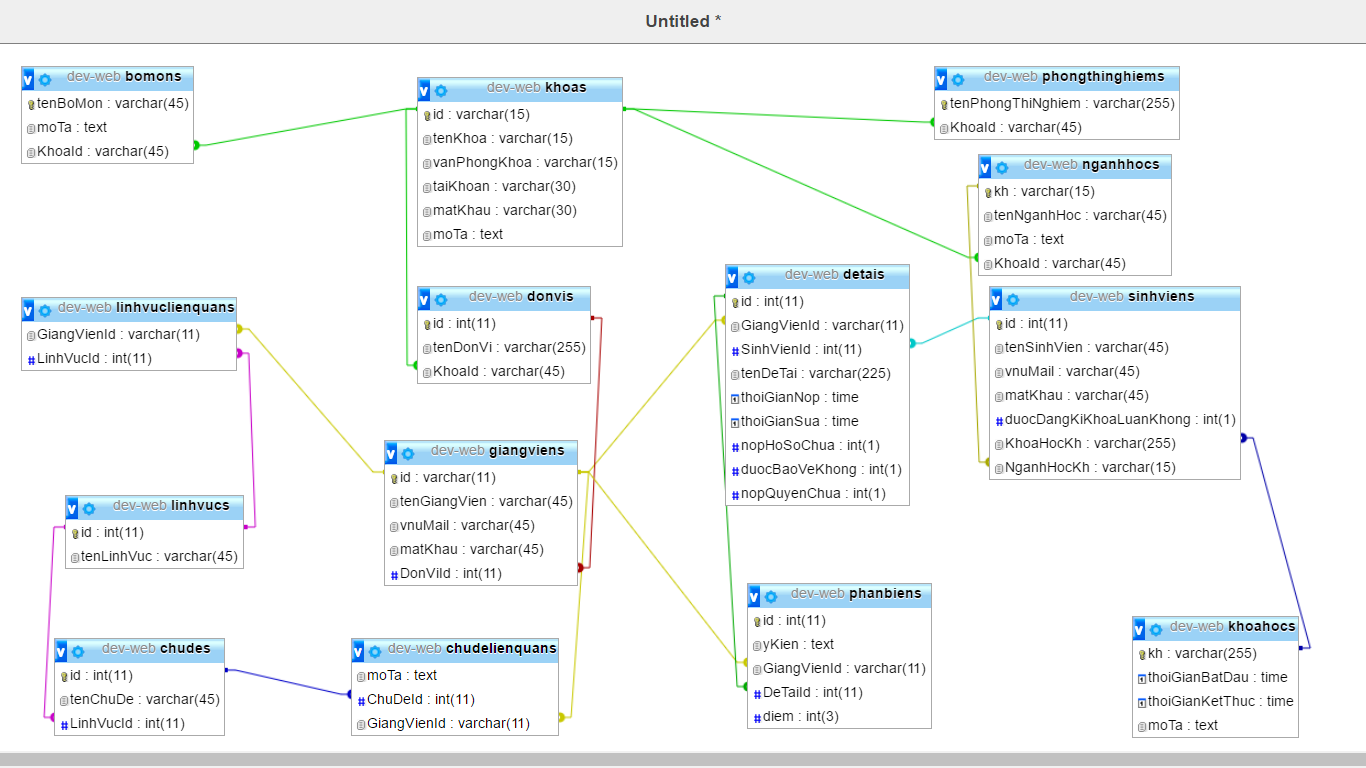 Untitled *
dev-web bomons
tenBoMon : varchar(45)
moTa : text
KhoaId : varchar(45)
dev-web khoas
id : varchar(15)
tenKhoa : varchar(15)
vanPhongKhoa : varchar(15)
taiKhoan : varchar(30)
matKhau : varchar(30)
moTa : text
dev-web phongthinghiems
tenPhongThiNghiem : varchar(255)
KhoaId : varchar(45)
dev-web nganhhocs
kh : varchar(15)
tenNganhHoc : varchar(45)
moTa : text
KhoaId : varchar(45)
dev-web linhvuclienquans
GiangVienId : varchar(11)
LinhVucId : int(11)
dev-web donvis
id : int(11)
tenDonVi : varchar(255)
KhoaId : varchar(45)
dev-web detais
id : int(11)
GiangVienId : varchar(11)
SinhVienId : int(11)
tenDeTai : varchar(225)
thoiGianNop : time
thoiGianSua : time
nopHoSoChua : int(1)
duocBaoVeKhong : int(1)
nopQuyenChua : int(1)
dev-web sinhviens
id : int(11)
tenSinhVien : varchar(45)
vnuMail : varchar(45)
matKhau : varchar(45)
duocDangKiKhoaLuanKhong : int(1)
KhoaHocKh : varchar(255)
NganhHocKh : varchar(15)
dev-web giangviens
id : varchar(11)
tenGiangVien : varchar(45)
vnuMail : varchar(45)
matKhau : varchar(45)
DonViId : int(11)
dev-web linhvucs
id : int(11)
tenLinhVuc : varchar(45)
dev-web chudes
id : int(11)
tenChuDe : varchar(45)
LinhVucId : int(11)
dev-web chudelienquans
moTa : text
ChuDeId : int(11)
GiangVienId : varchar(11)
dev-web phanbiens
id : int(11)
yKien : text
GiangVienId : varchar(11)
DeTaiId : int(11)
diem : int(3)
dev-web khoahocs
kh : varchar(255)
thoiGianBatDau : time
thoiGianKetThuc : time
moTa : text